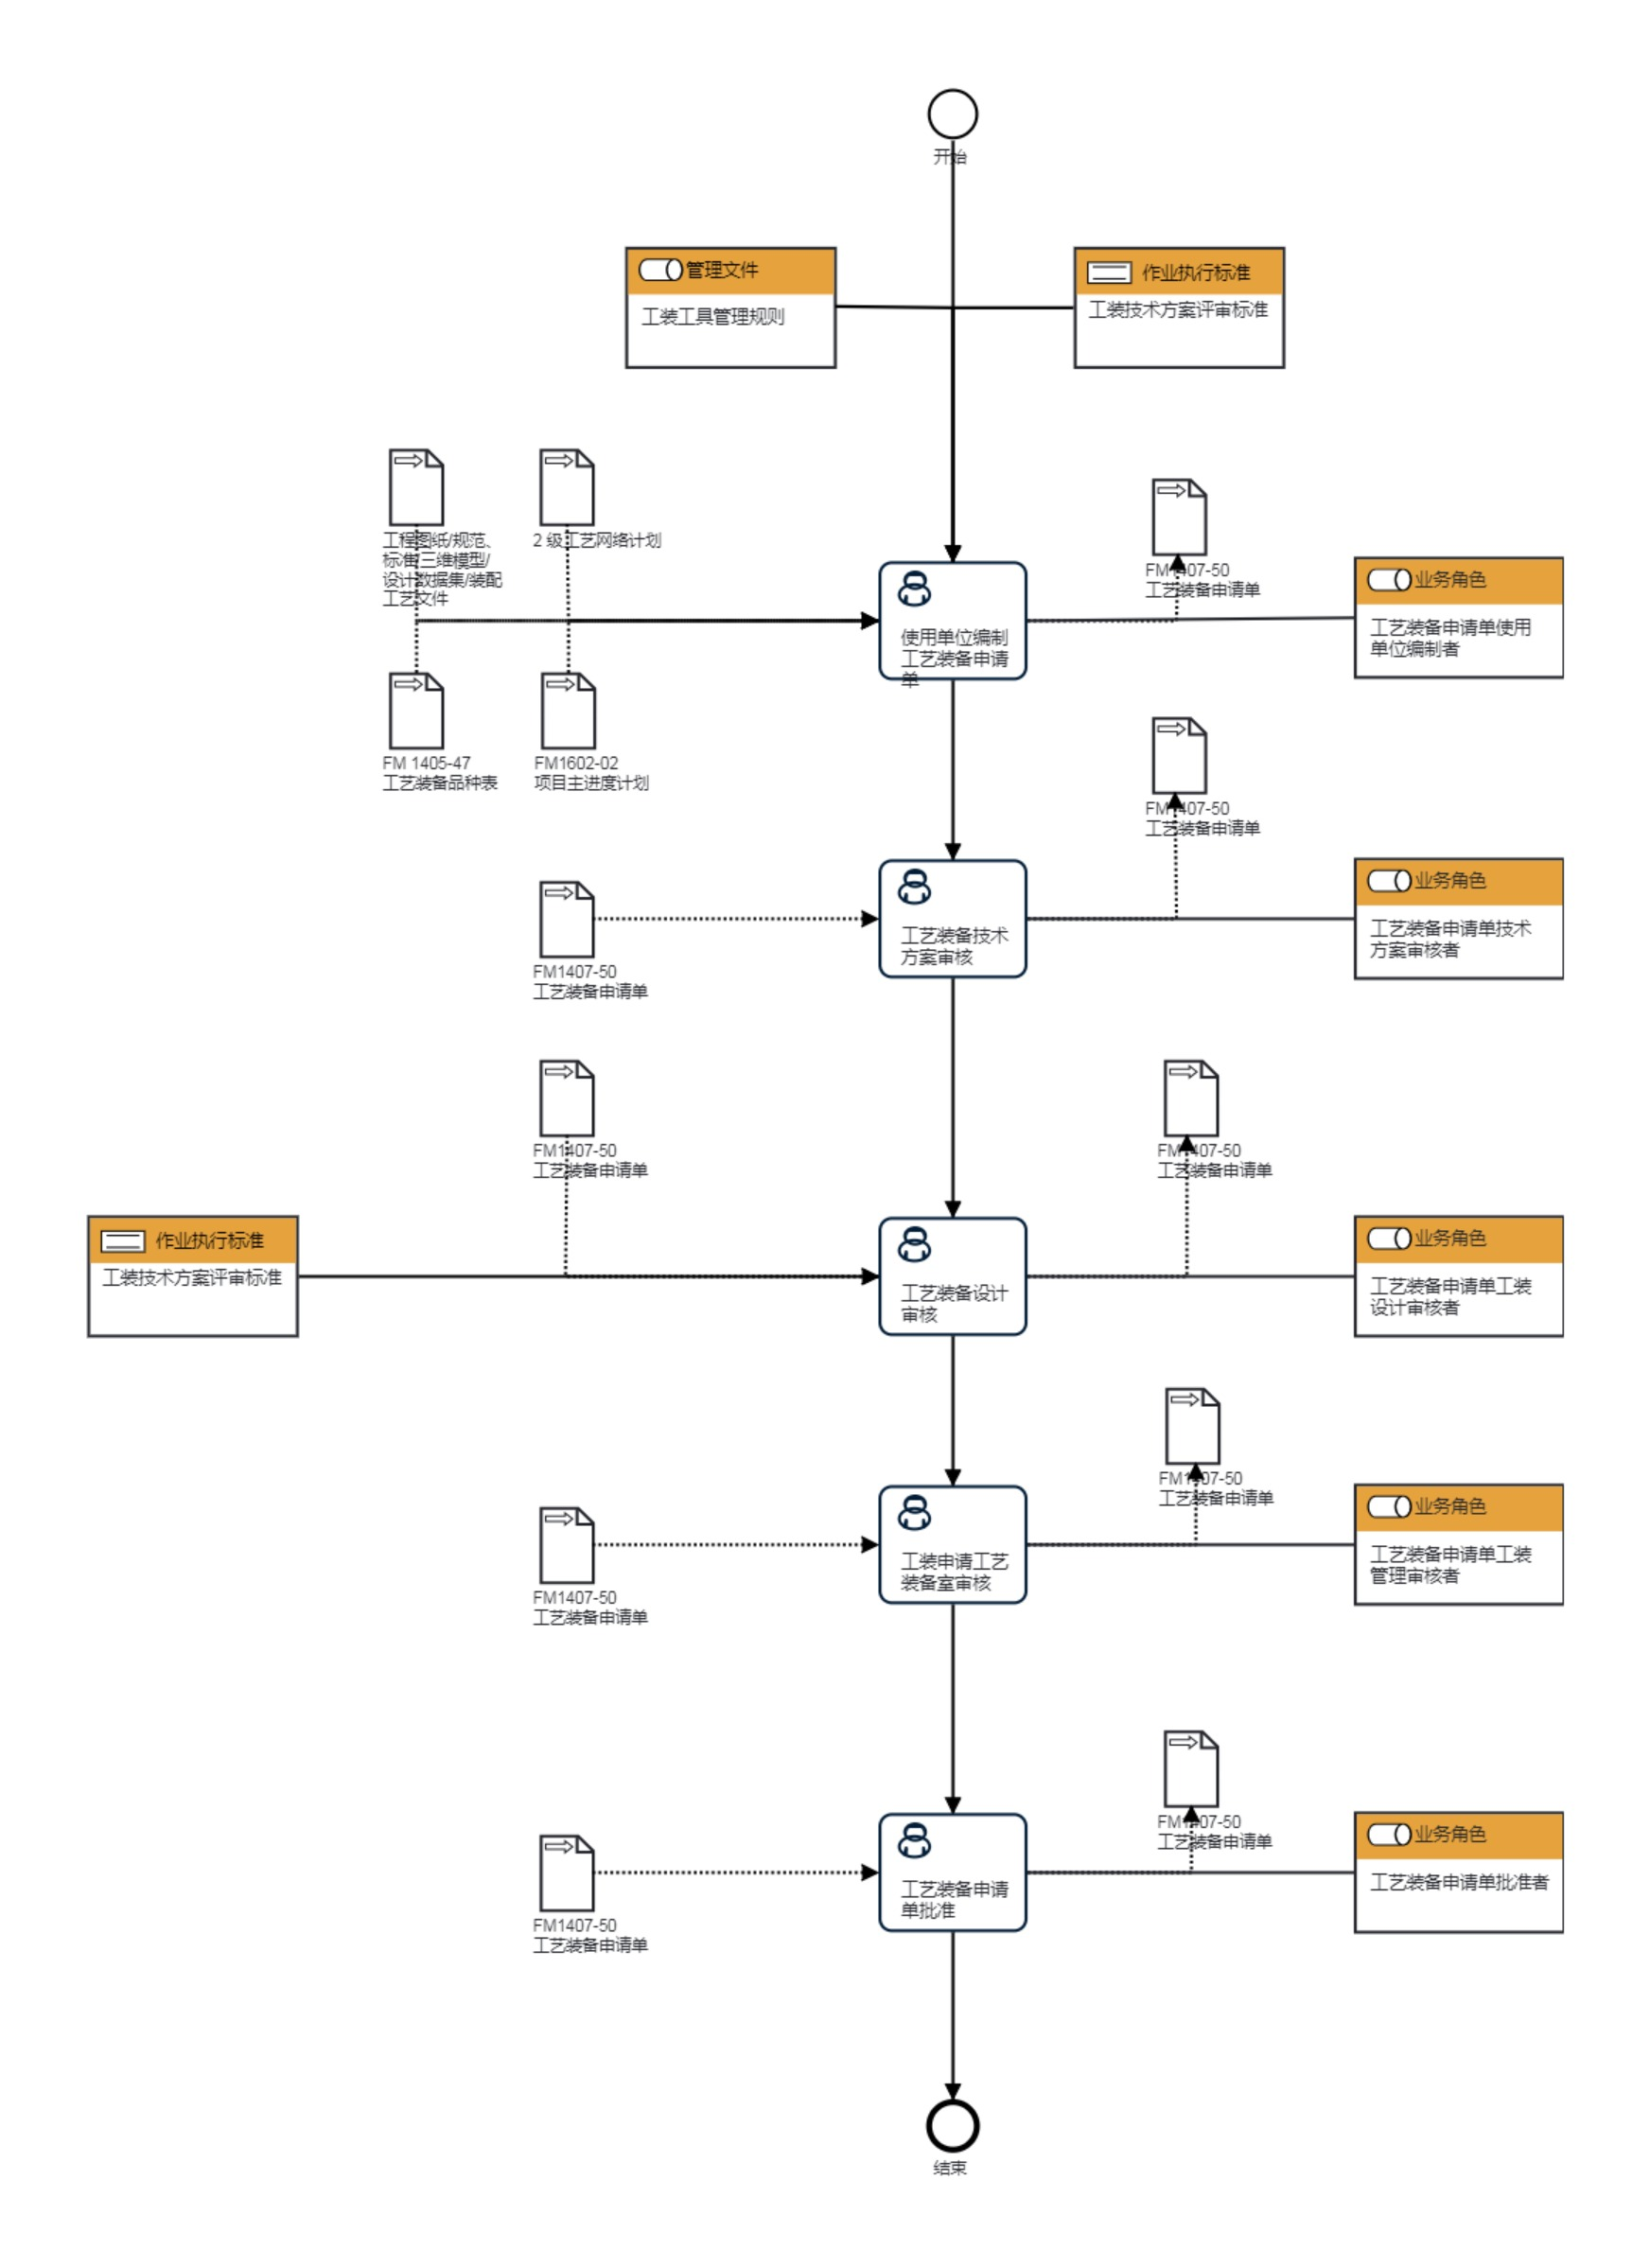 开始
管理文件
工装工具管理规则
作业执行标准
工装技术方案评审标准
工程图纸/规范、
标准/三维模型/
设计数据集/装配
工艺文件
2 级工艺网络计划
FM1407-50
工艺装备申请单
使用单位编制
工艺装备申请
单
业务角色
工艺装备申请单使用
单位编制者
FM 1405-47
工艺装备品种表
FM1602-02
项目主进度计划
FM1407-50
工艺装备申请单
FM1407-50
工艺装备申请单
工艺装备技术
方案审核
业务角色
工艺装备申请单技术
方案审核者
FM1407-50
工艺装备申请单
FM1407-50
工艺装备申请单
作业执行标准
工装技术方案评审标准
工艺装备设计
审核
业务角色
工艺装备申请单工装
设计审核者
FM1407-50
工艺装备申请单
FM1407-50
工艺装备申请单
工装申请工艺
装备室审核
业务角色
工艺装备申请单工装
管理审核者
FM1407-50
工艺装备申请单
FM1407-50
工艺装备申请单
工艺装备申请
单批准
业务角色
工艺装备申请单批准者
结束